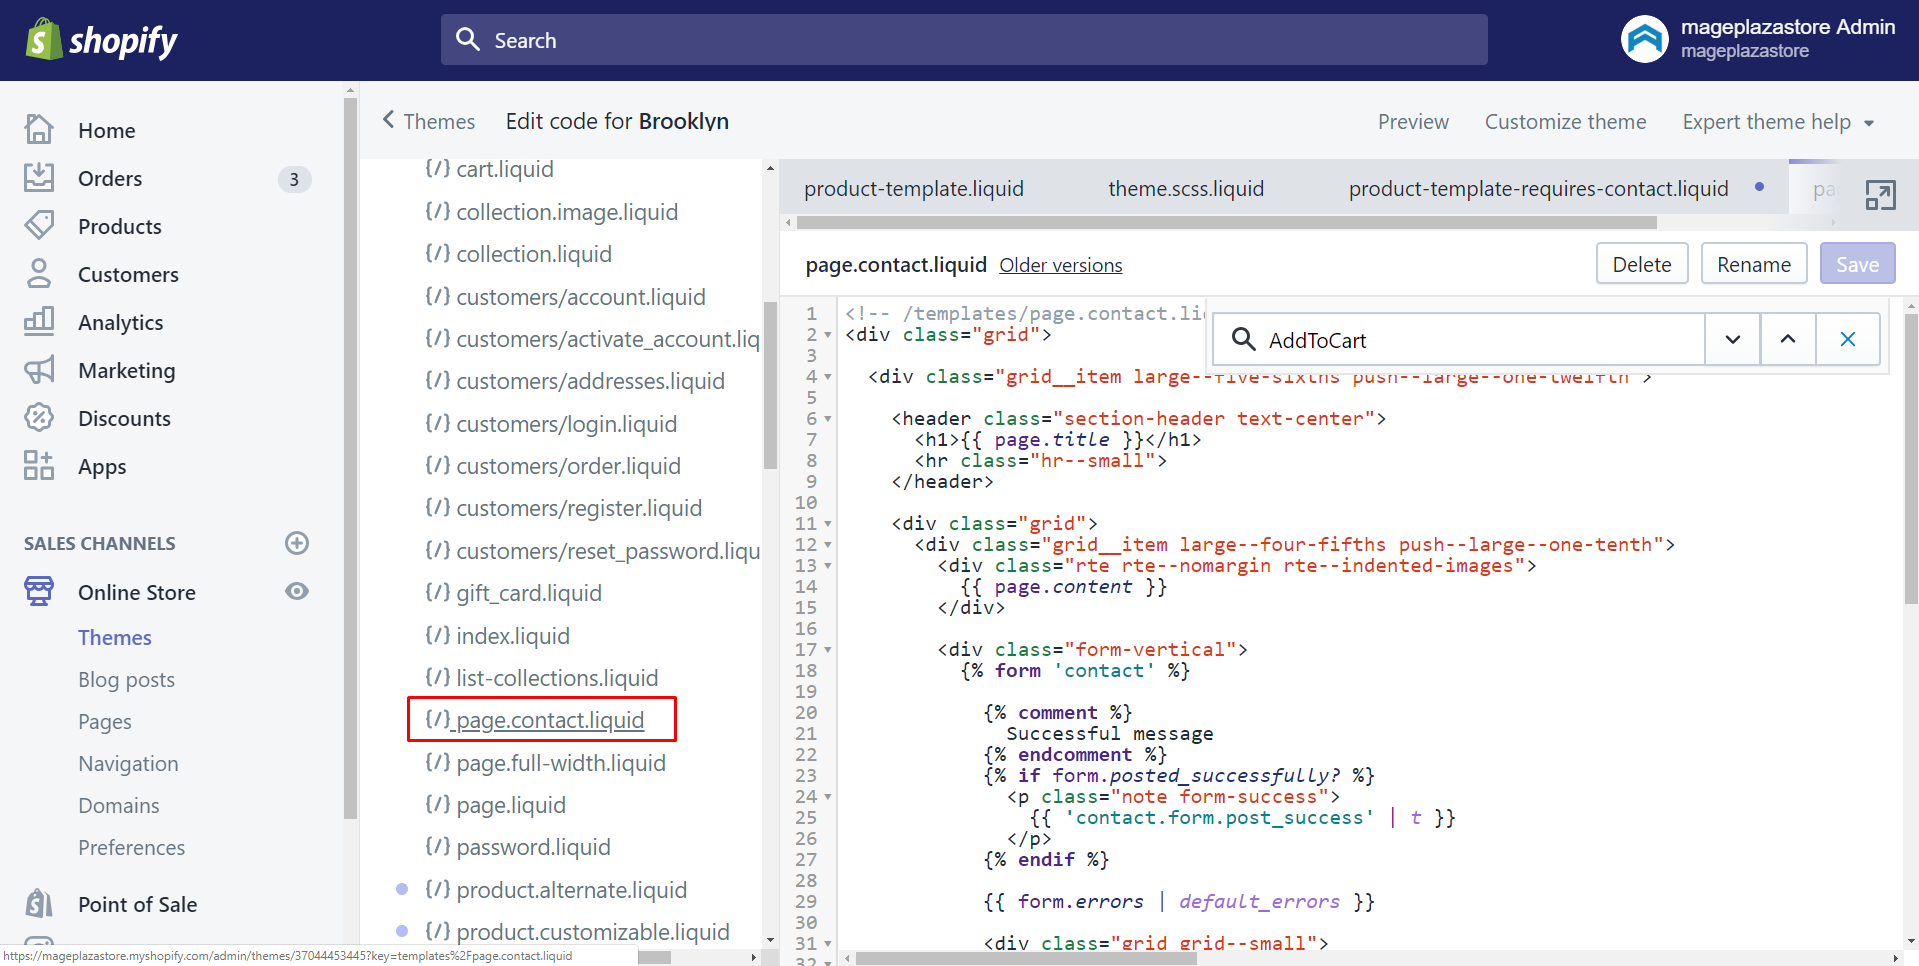 shopify
Search
mageplazastore Admin
mageplazastore
Home
Orders
3
Products
Customers
Analytics
Marketing
Discounts
Apps
SALES CHANNELS
Online Store
Themes
Blog posts
Pages
Navigation
Domains
Preferences
Point of Sale
https://mageplazastore.myshopify.com/admin/themes/37044453445?key=templates%2Fpage.contact.liquid
Themes
Edit code for Brooklyn
Preview
Customize theme
Expert theme help
{/} cart.liquid
{/} collection.image.liquid
{/} collection.liquid
{/} customers/account.liquid
{/} customers/activate_account.liq
{/} customers/addresses.liquid
{/} customers/login.liquid
{/} customers/order.liquid
{/} customers/register.liquid
{/} customers/reset_password.liqu
{/} gift_card.liquid
{/} index.liquid
{/} list-collections.liquid
{/} page.contact.liquid
{/} page.full-width.liquid
{/} page.liquid
{/} password.liquid
{/} product.alternate.liquid
{/} product.customizable.liquid
product-template.liquid
theme.scss.liquid
product-template-requires-contact.liquid
pa
page.contact.liquid Older versions
Delete
Rename
Save
AddToCart
1 <!-- /templates/page.contact.li
2 <div class="grid">
3
4 <div class="grid__item large--five-sixths push--large--one-twelfth">
5
6 <header class="section-header text-center">
7 <h1>{{ page.title }}</h1>
8 <hr class="hr--small">
9 </header>
10
11 <div class="grid">
12 <div class="grid__item large--four-fifths push--large--one-tenth">
13 <div class="rte rte--nomargin rte--indented-images">
14 {{ page.content }}
15 </div>
16
17 <div class="form-vertical">
18 {% form 'contact' %}
19
20 {% comment %}
21 Successful message
22 {% endcomment %}
23 {% if form.posted_successfully? %}
24 <p class="note form-success">
25 {{ 'contact.form.post_success' | t }}
26 </p>
27 {% endif %}
28
29 {{ form.errors | default_errors }}
30
31 <div class="grid grid--small">
32